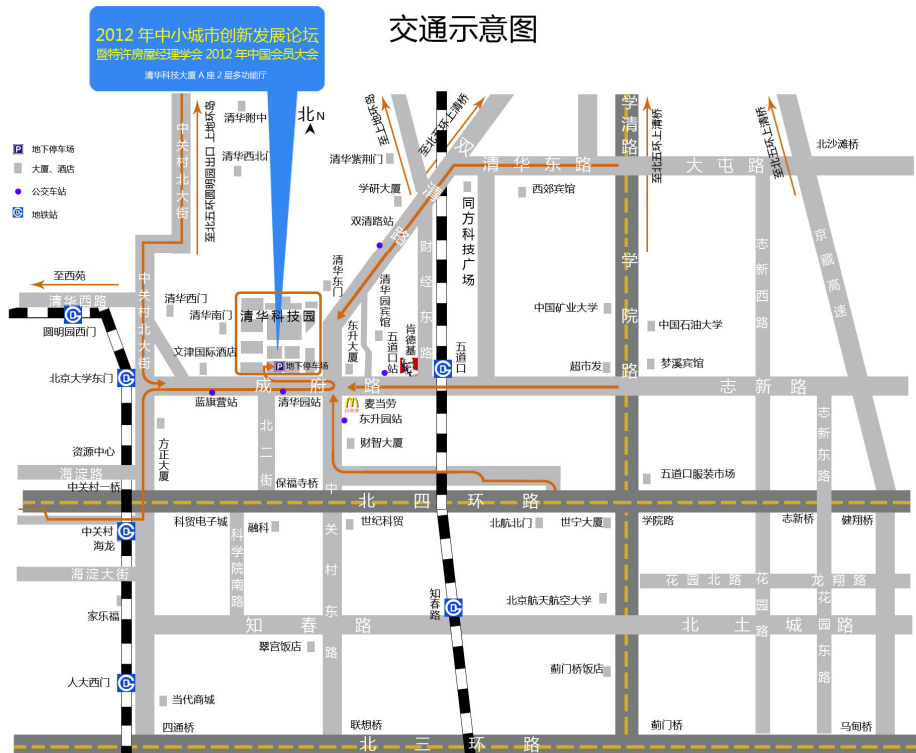 交通示意图
2012 年中小城市创新发展论坛
暨特许房屋经理学会 2012 年中国会员大会
清华科技大厦 A 座 2 层多功能厅
北N
P 地下停车场
大厦、酒店
公交车站
地铁站
中关村北大街
至北五环圆明园西门 上地环岛
清华附中
清华西北门
清华紫荆门
学研大厦
双清路站
至上地环岛
至北五环上清桥
双清路
清华东路
学清路
至北五环上清桥
大屯路
至北五环上清桥
北沙滩桥
西郊宾馆
同方科技广场
财经东路
学院路
志新西路
京藏高速
至西苑
清华西路
圆明园西门
中关村北大街
清华西门
清华南门
文津国际酒店
清华科技园
P 地下停车场
清华东门
东升大厦
清华园宾馆
五道口站
肯德基
五道口
中国矿业大学
中国石油大学
超市发
梦溪宾馆
北京大学东门
成府路
志新路
蓝旗营站
清华园站
麦当劳
东升园站
财智大厦
方正大厦
北二街
志新东路
资源中心
海淀路
中关村一桥
保福寺桥
五道口服装市场
北四环路
中关村
海龙
科贸电子城
融科
世纪科贸
北航北门
世宁大厦
学院路
志新桥
健翔桥
科学院南路
中关村东路
海淀大街
家乐福
知春路
北京航天航空大学
花园北路
龙翔路
花园路
花园东路
知春路
北土城路
翠宫饭店
蓟门桥饭店
人大西门
当代商城
四通桥
联想桥
蓟门桥
马甸桥
北三环路